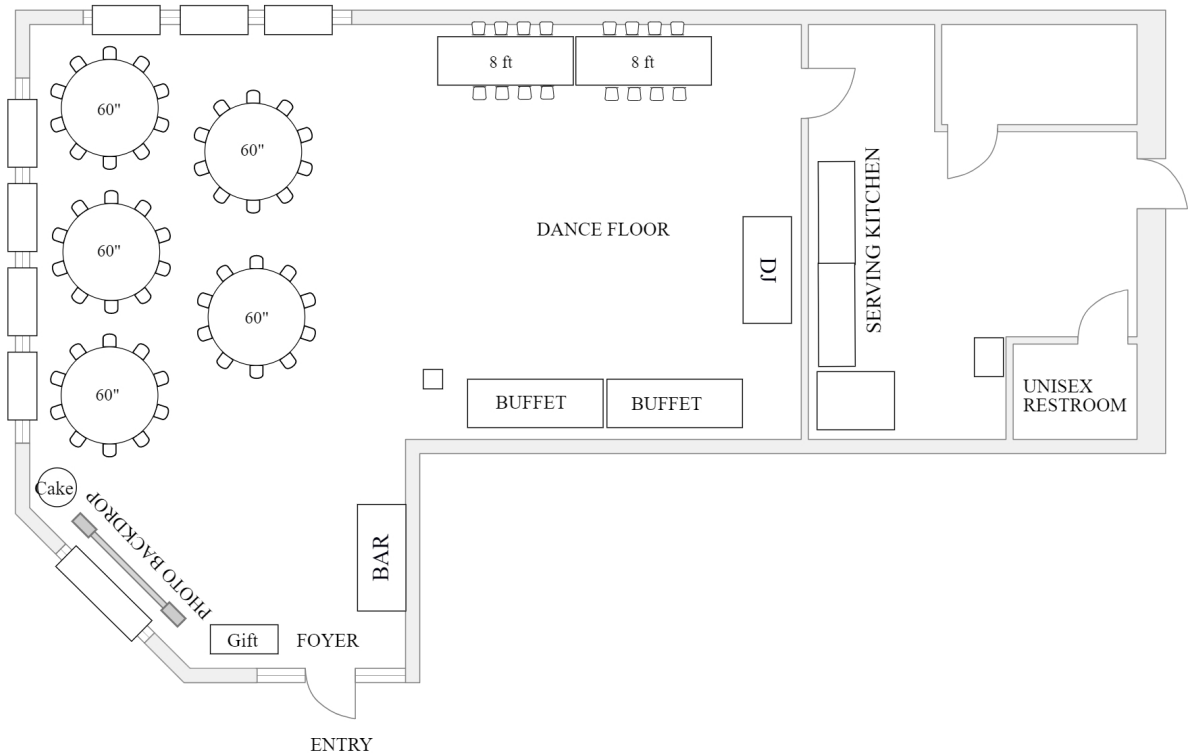 8 ft
8 ft
60"
60"
60"
60"
60"
DANCE FLOOR
DJ
SERVING KITCHEN
BUFFET
BUFFET
UNISEX
RESTROOM
Cake
PHOTO BACKDROP
BAR
Gift
FOYER
ENTRY